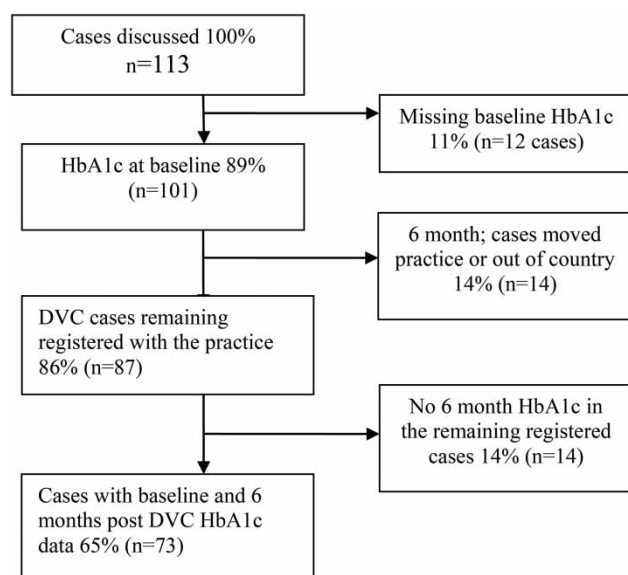 Cases discussed 100%
n=113
Missing baseline HbA1c
11% (n=12 cases)
HbA1c at baseline 89%
(n=101)
6 month; cases moved
practice or out of country
14% (n=14)
DVC cases remaining
registered with the practice
86% (n=87)
No 6 month HbA1c in
the remaining registered
cases 14% (n=14)
Cases with baseline and 6
months post DVC HbA1c
data 65% (n=73)